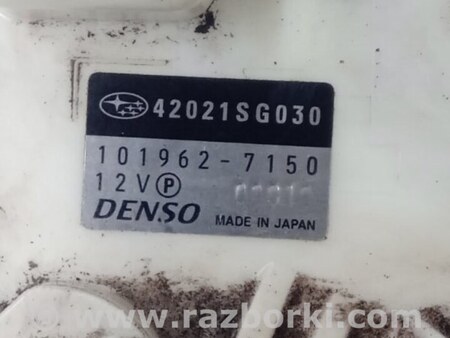 42021SG030
101962-7150
12V P
DENSO MADE IN JAPAN
www.razborki.com